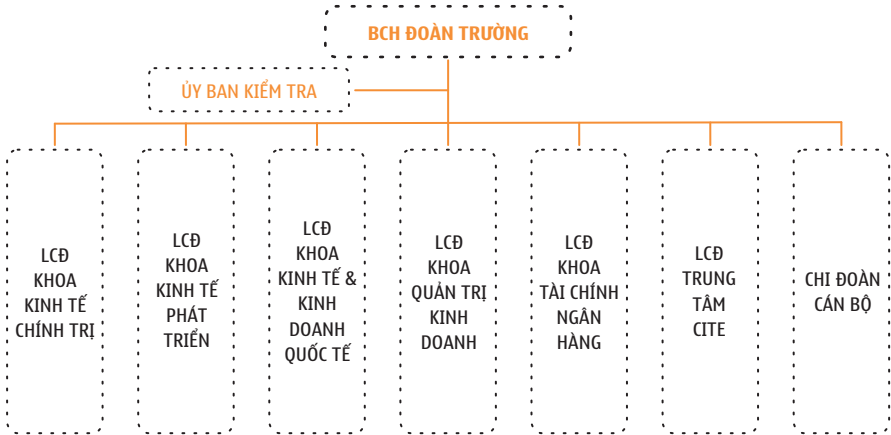 BCH ĐOÀN TRƯỜNG
ỦY BAN KIỂM TRA
LCĐ
KHOA
KINH TẾ
CHÍNH TRỊ
LCĐ
KHOA
KINH TẾ
PHÁT
TRIỂN
LCĐ
KHOA
KINH TẾ &
KINH
DOANH
QUỐC TẾ
LCĐ
KHOA
QUẢN TRỊ
KINH
DOANH
LCĐ
KHOA
TÀI CHÍNH
NGÂN
HÀNG
LCĐ
TRUNG
TÂM
CITE
CHI ĐOÀN
CÁN BỘ